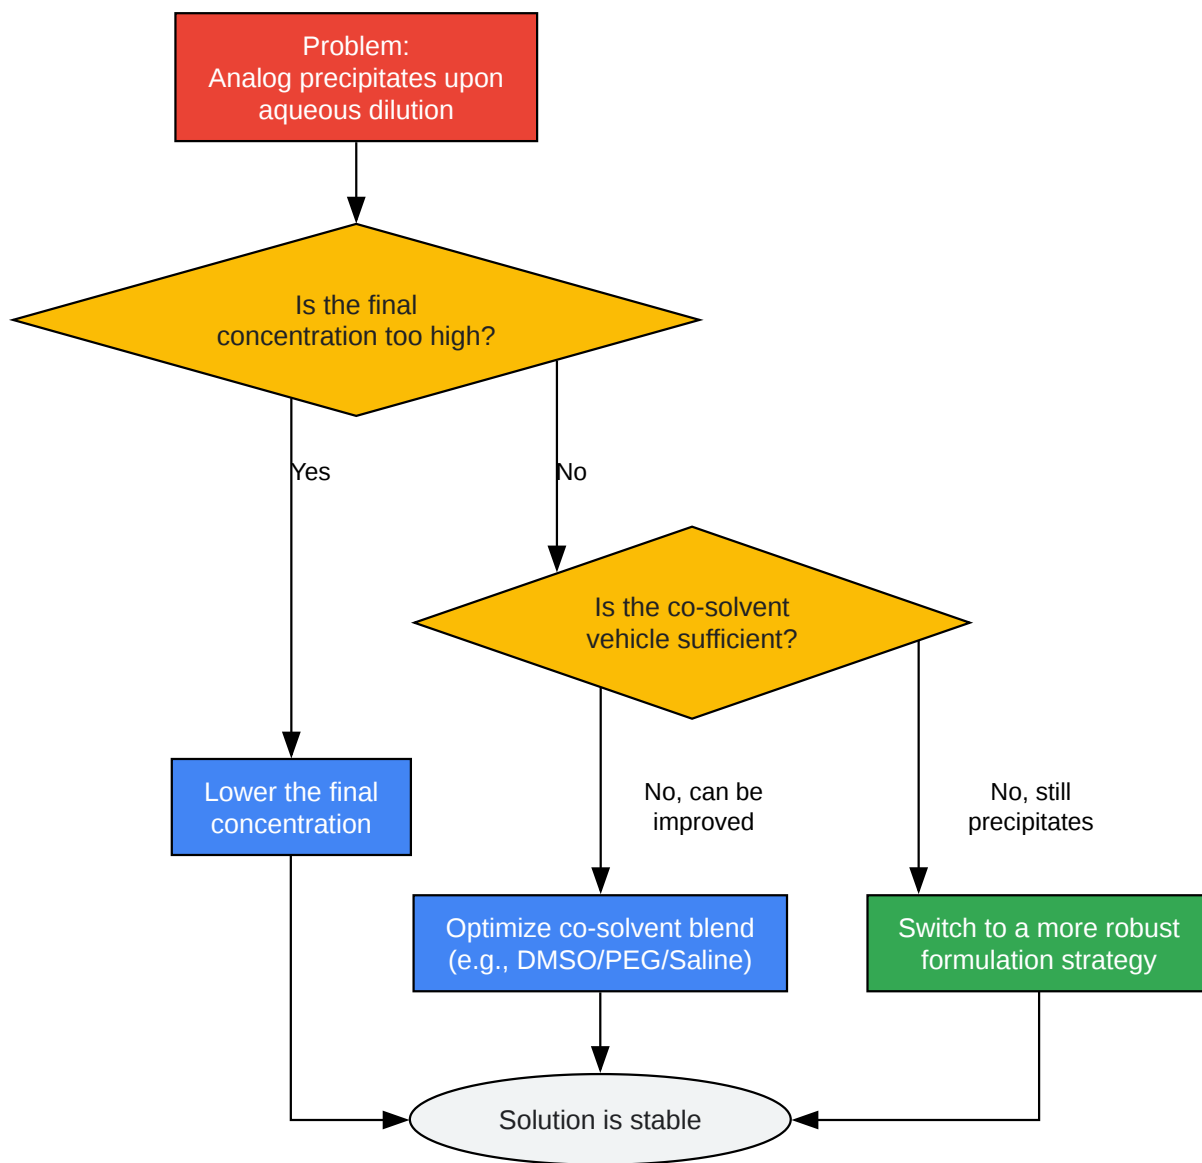 Problem:
Analog precipitates upon
aqueous dilution
Is the final
concentration too high?
Yes
No
Is the co-solvent
vehicle sufficient?
Lower the final
concentration
No, can be
improved
No, still
precipitates
Optimize co-solvent blend
(e.g., DMSO/PEG/Saline)
Switch to a more robust
formulation strategy
Solution is stable